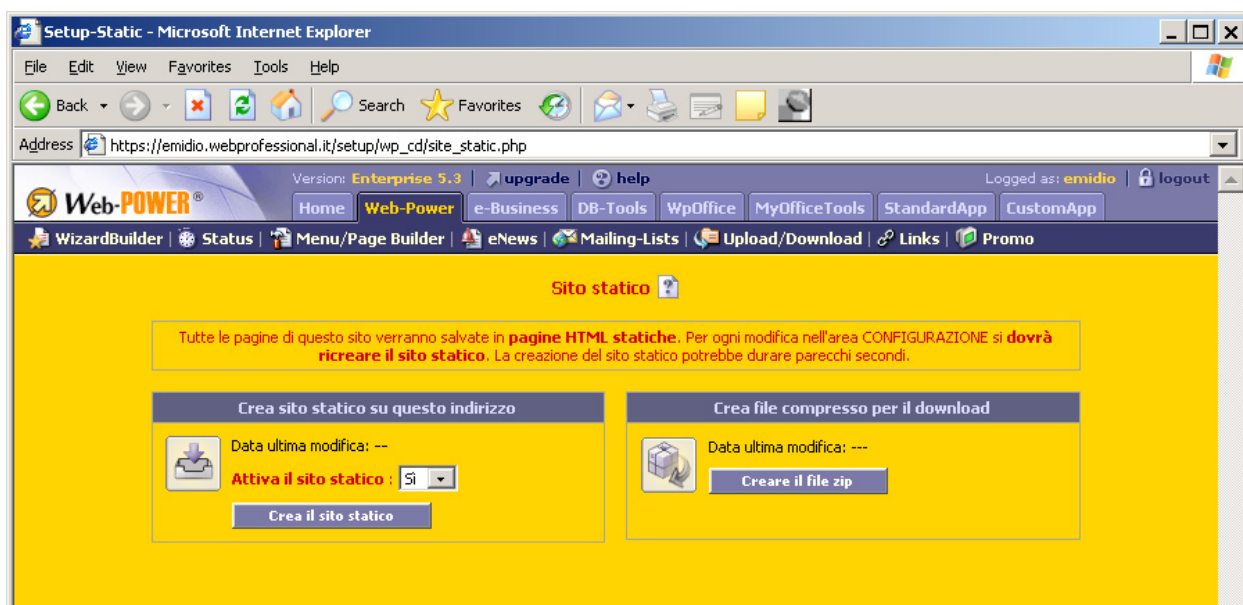 Setup-Static - Microsoft Internet Explorer
File Edit View Favorites Tools Help
Back Search Favorites
Address https://emidio.webprofessional.it/setup/wp_cd/site_static.php
Version: Enterprise 5.3 | upgrade | help Logged as: emidio | logout
Web-POWER® Home Web-Power e-Business DB-Tools WpOffice MyOfficeTools StandardApp CustomApp
WizardBuilder | Status | Menu/Page Builder | eNews | Mailing-Lists | Upload/Download | Links | Promo
Sito statico
Tutte le pagine di questo sito verranno salvate in pagine HTML statiche. Per ogni modifica nell'area CONFIGURAZIONE si dovrà
ricreare il sito statico. La creazione del sito statico potrebbe durare parecchi secondi.
Crea sito statico su questo indirizzo
Data ultima modifica: --
Attiva il sito statico : Sì
Crea il sito statico
Crea file compresso per il download
Data ultima modifica: ---
Creare il file zip